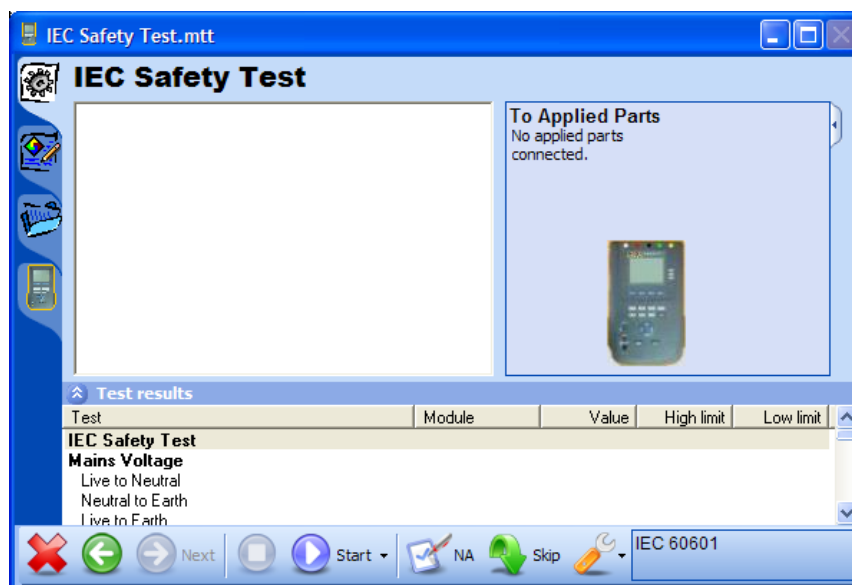 IEC Safety Test.mtt
IEC Safety Test
To Applied Parts
No applied parts
connected.
Test results
Test Module Value High limit Low limit
IEC Safety Test
Mains Voltage
Live to Neutral
Neutral to Earth
Live to Earth
Next Start NA Skip IEC 60601